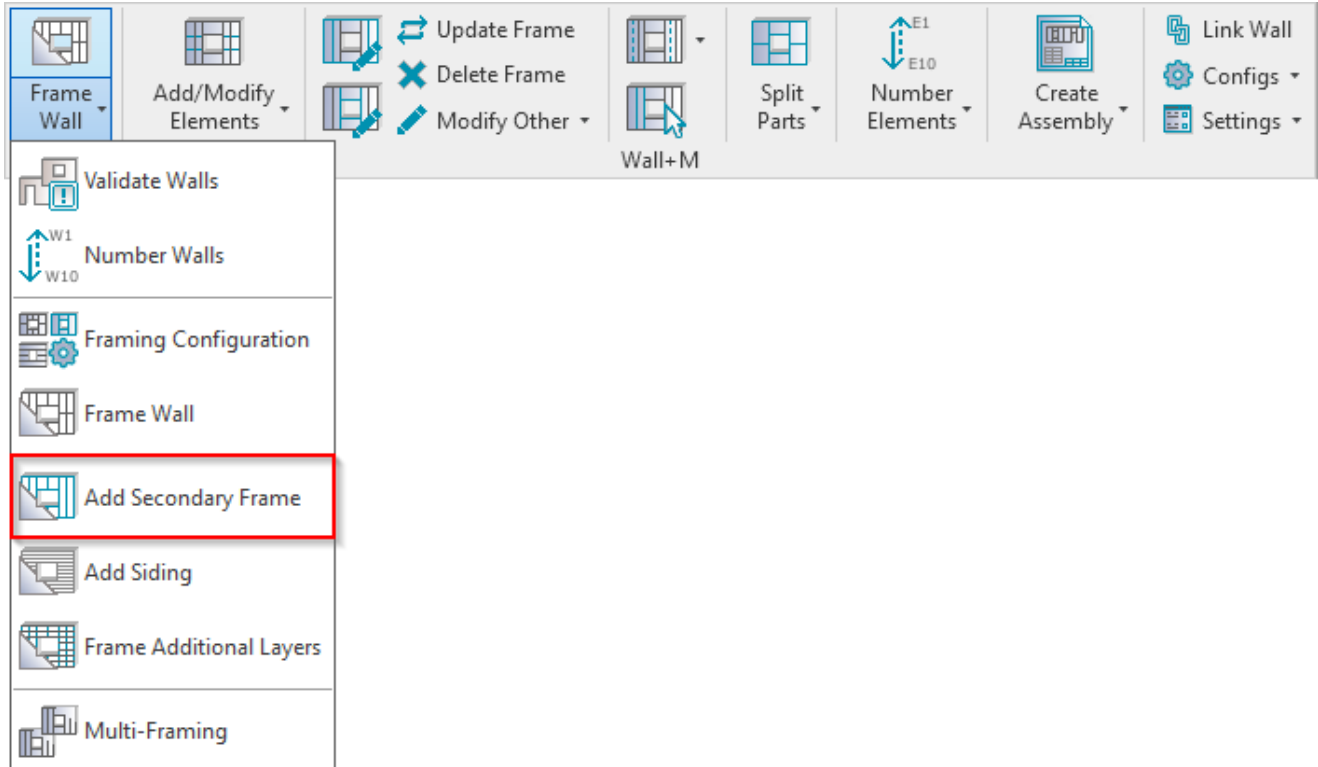 Frame
Wall
Add/Modify
Elements
Update Frame
Delete Frame
Modify Other
Split
Parts
E1
E10
Number
Elements
Create
Assembly
Link Wall
Configs
Settings
Wall+M
Validate Walls
W1
W10
Number Walls
Framing Configuration
Frame Wall
Add Secondary Frame
Add Siding
Frame Additional Layers
Multi-Framing